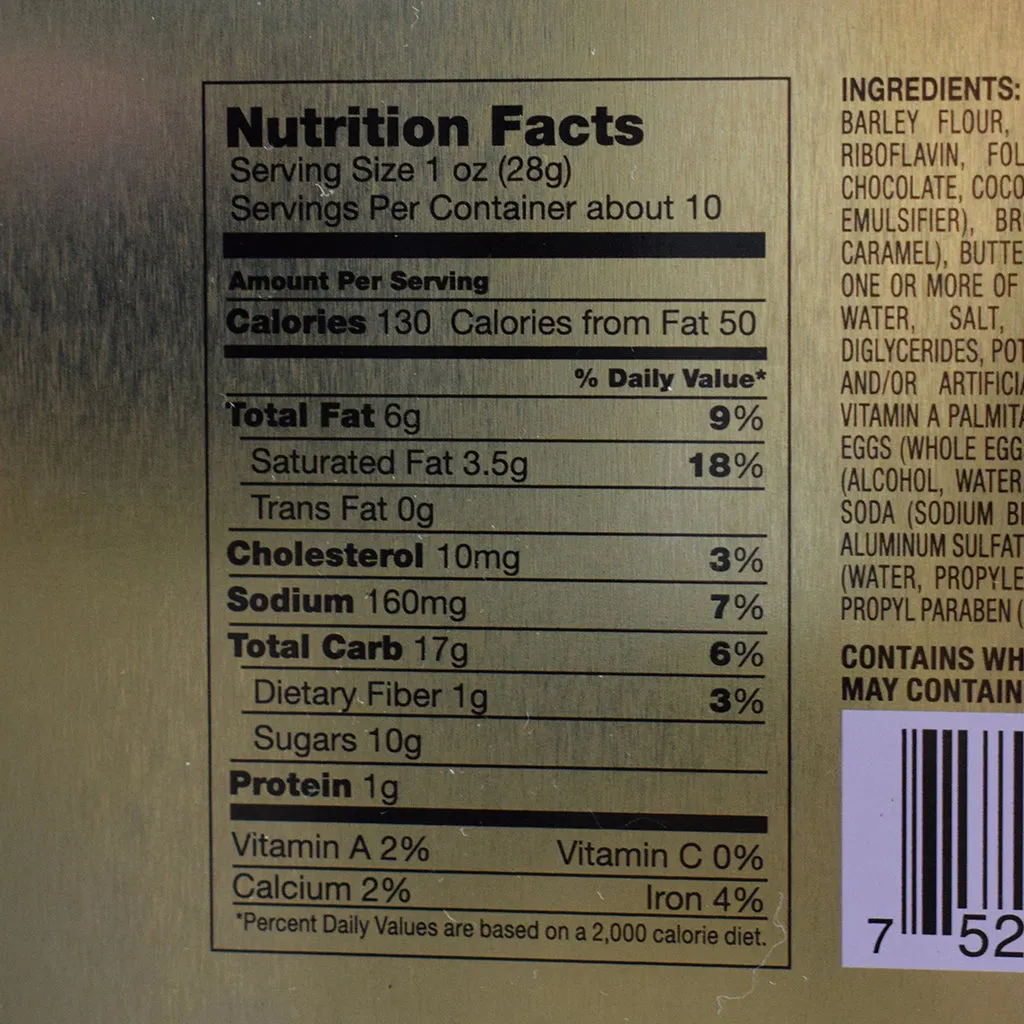 Nutrition Facts
Serving Size 1 oz (28g)
Servings Per Container about 10
Amount Per Serving
Calories 130 Calories from Fat 50
% Daily Value*
Total Fat 6g 9%
Saturated Fat 3.5g 18%
Trans Fat 0g
Cholesterol 10mg 3%
Sodium 160mg 7%
Total Carb 17g 6%
Dietary Fiber 1g 3%
Sugars 10g
Protein 1g
Vitamin A 2% Vitamin C 0%
Calcium 2% Iron 4%
*Percent Daily Values are based on a 2,000 calorie diet.
INGREDIENTS:
BARLEY FLOUR,
RIBOFLAVIN,
CHOCOLATE,
EMULSIFIER),
CARAMEL),
ONE OR MORE OF
WATER, SALT,
DIGLYCERIDES,
AND/OR
VITAMIN A
EGGS (WHOLE
(ALCOHOL, WATER
SODA (SODIUM
ALUMINUM
(WATER,
PROPYL PARABEN (
CONTAINS
MAY CONTAIN
7 52